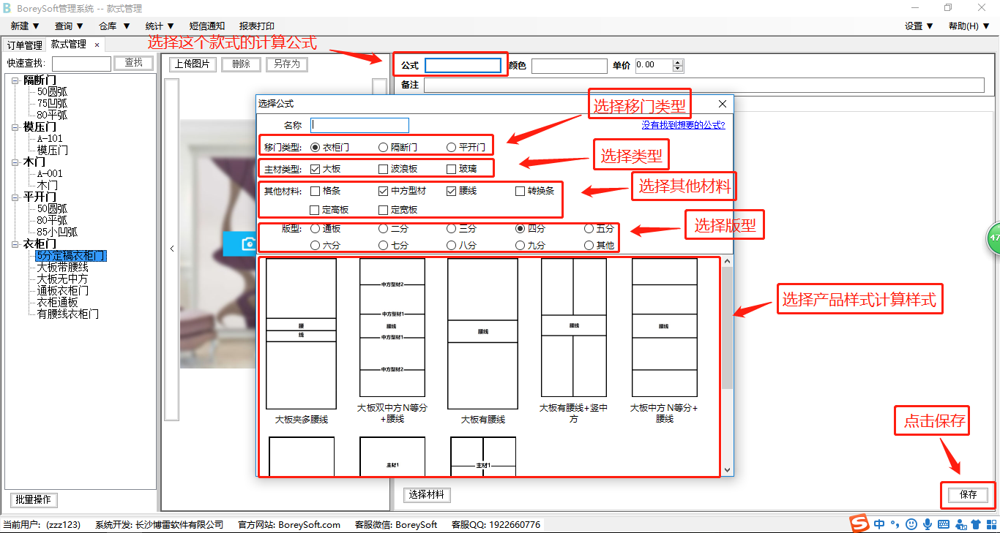 BoreySoft管理系统 -- 款式管理
新建 ▼ 查询 ▼ 仓库 ▼ 统计 ▼ 短信通知 报表打印 设置 ▼ 帮助(H) ▼
订单管理 款式管理 ×
选择这个款式的计算公式
快速查找: 查找
上传图片 删除 另存为
公式 颜色 单价 0.00
备注
隔断门
50圆弧
75凹弧
80平弧
模压门
A-101
模压门
木门
A-001
木门
平开门
50圆弧
80平弧
85小凹弧
衣柜门
5分定稿衣柜门
大板带腰线
大板无中方
通板衣柜门
衣柜通板
有腰线衣柜门
批量操作
选择公式
名称 没有找到想要的公式?
选择移门类型
移门类型: 衣柜门 隔断门 平开门
选择类型
主材类型: 大板 波浪板 玻璃
选择其他材料
其他材料: 格条 中方型材 腰线 转换条
定高板 定宽板
选择版型
版型: 通板 二分 三分 四分 五分
六分 七分 八分 九分 其他
腰
线
大板夹多腰线
中方型材2
中方型材1
腰线
中方型材1
中方型材2
大板双中方N等分
+腰线
腰线
大板有腰线
腰线
大板有腰线+竖中
方
腰线
大板中方N等分+
腰线
主材1
主材1
选择产品样式计算样式
点击保存
选择材料
保存
47
当前用户: (zzz123) 系统开发: 长沙博雷软件有限公司 官方网站: BoreySoft.com 客服微信: BoreySoft 客服QQ: 1922660776
中